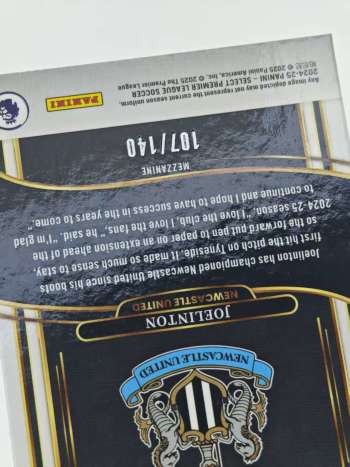 NEWCASTLE UNITED
JOELINTON
NEWCASTLE UNITED
Joelinton has championed Newcastle United since his boots
first hit the pitch on Tyneside. It made so much sense to stay,
so the forward put pen to paper on an extension ahead of the
2024-25 season. "I love the club, I love the fans," he said. "I'm glad
to continue and I hope to have success in the years to come."
MEZZANINE
107/140
Any image depicted may not represent the current season uniform.
2024-25 PANINI – SELECT PREMIER LEAGUE SOCCER
© 2025 Panini America, Inc. © 2025 The Premier League
PANINI